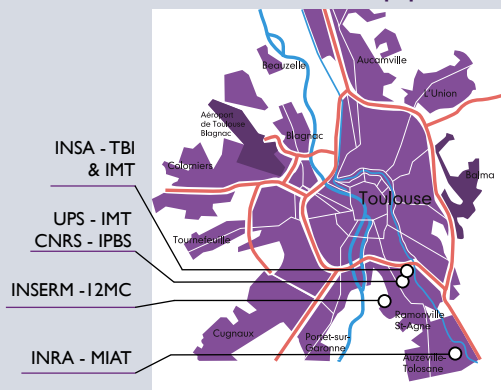 Beauzelle
Aucamville
L'Union
Aéroport
de Toulouse
Blagnac
Blagnac
INSA - TBI
& IMT
Colomiers
Balma
Toulouse
UPS - IMT
CNRS - IPBS
Tournefeuille
INSERM -12MC
Ramonville
St-Agne
Cugnaux
Portet-sur-
Garonne
INRA - MIAT
Auzeville-
Tolosane